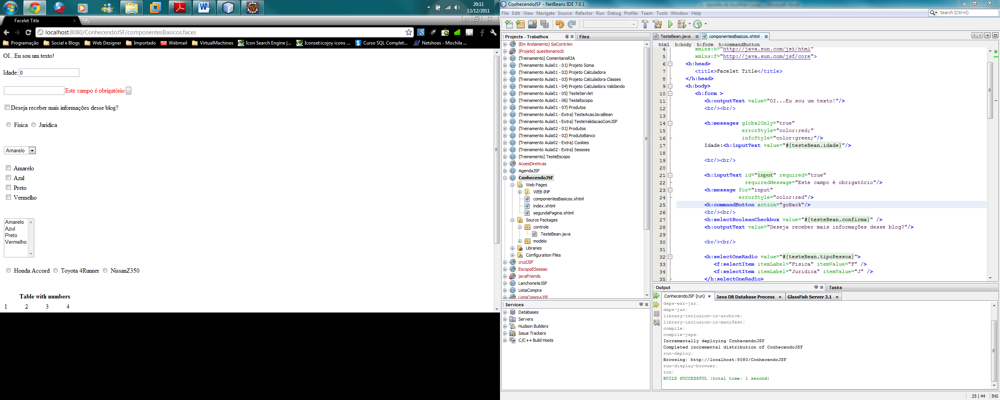 20:11
13/12/2011
Facelet Title
localhost:8080/ConhecendoJSF/componentesBasicos.faces
Programação Social e Blogs Web Designer Importado Webmail VirtualMachines Icon Search Engine |... Iconset:icojoy icons ... Curso SQL Complet... Netshoes - Mochila ...
OI...Eu sou um texto!
Idade: 0
Este campo é obrigatório
Deseja receber mais informações desse blog?
Fisica Juridica
Amarelo
Amarelo
Azul
Preto
Vermelho
Amarelo
Azul
Preto
Vermelho
Honda Accord Toyota 4Runner NissanZ350
Table with numbers
1 2 3 4
ConhecendoJSF - NetBeans IDE 7.0.1
File Edit View Navigate Source Refactor Run Debug Profile Team Tools Window Help
Search (Ctrl+I)
Projects - Trabalhos Files
(Em Andamento) SisContrAm
(Projeto) questionariocb
(Treinamento) ComentarioRIA
(Treinamento Aula01 - 01) Projeto Soma
(Treinamento Aula01 - 02) Projeto Calculadora
(Treinamento Aula01 - 03) Projeto Calculadora Classes
(Treinamento Aula01 - 04) Projeto Calculadora Validando
(Treinamento Aula01 - 05) TesteServlet
(Treinamento Aula01 - 06) TesteEscopo
(Treinamento Aula01 - 07) Produtos
(Treinamento Aula01 - Extra) TesteAcaoJavaBean
(Treinamento Aula01 - Extra) TesteValidacaoComJSP
(Treinamento Aula02 - 01) Produtos
(Treinamento Aula02 - 02) ProdutoBanco
(Treinamento Aula02 - Extra) Cookies
(Treinamento Aula02 - Extra) Sessoes
(Treinemento) TesteEscopo
AcoesDiretivas
AgendaJSF
ConhecendoJSF
Web Pages
WEB-INF
componentesBasicos.xhtml
index.xhtml
segundaPagina.xhtml
Source Packages
controle
TesteBean.java
modelo
Libraries
Configuration Files
crudJSF
EscopoESessao
javaFriends
LanchoneteJSP
ListaCompra
ListaCompraJSF
Services
Databases
Servers
Hudson Builders
Issue Trackers
C/C++ Build Hosts
TesteBean.java componentesBasicos.xhtml
html h:body h:form h:commandButton
4 xmlns:h="http://java.sun.com/jsf/html"
5 xmlns:f="http://java.sun.com/jsf/core">
6 <h:head>
7 <title>Facelet Title</title>
8 </h:head>
9 <h:body>
10 <h:form >
11 <h:outputText value="OI...Eu sou um texto!"/>
12 <br/><br/>
13
14 <h:messages globalOnly="true"
15 errorStyle="color:red;"
16 infoStyle="color:green;"/>
17 Idade:<h:inputText value="#{testeBean.idade}"/>
18
19 <br/><br/>
20
21 <h:inputText id="input" required="true"
22 requiredMessage="Este campo é obrigatório"/>
23 <h:message for="input"
24 errorStyle="color:red"/>
25 <h:commandButton action="goBack"/>
26 <br/><br/>
27 <h:selectBooleanCheckbox value="#{testeBean.confirma}" />
28 <h:outputText value="Deseja receber mais informações desse blog?"/>
29
30 <br/><br/>
31
32 <h:selectOneRadio value="#{testeBean.tipoPessoa}">
33 <f:selectItem itemLabel="Fisica" itemValue="F" />
34 <f:selectItem itemLabel="Juridica" itemValue="J" />
35 </h:selectOneRadio>
Output Tasks
ConhecendoJSF (run) Java DB Database Process GlassFish Server 3.1
deps-ear-jar:
deps-jar:
library-inclusion-in-archive:
library-inclusion-in-manifest:
compile:
compile-jsps:
Incrementally deploying ConhecendoJSF
Completed incremental distribution of ConhecendoJSF
run-deploy:
Browsing: http://localhost:8080/ConhecendoJSF
run-display-browser:
run:
BUILD SUCCESSFUL (total time: 1 second)
25 | 44 INS